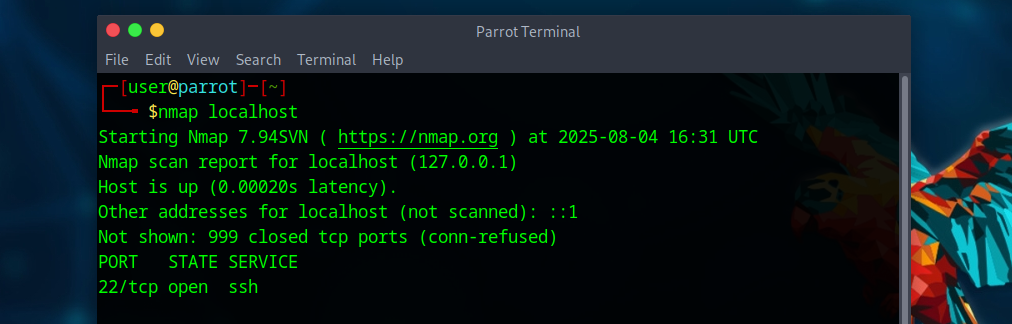 Parrot Terminal
File Edit View Search Terminal Help
┌─[user@parrot]─[~]
└──╼ $nmap localhost
Starting Nmap 7.94SVN ( https://nmap.org ) at 2025-08-04 16:31 UTC
Nmap scan report for localhost (127.0.0.1)
Host is up (0.00020s latency).
Other addresses for localhost (not scanned): ::1
Not shown: 999 closed tcp ports (conn-refused)
PORT   STATE SERVICE
22/tcp open  ssh